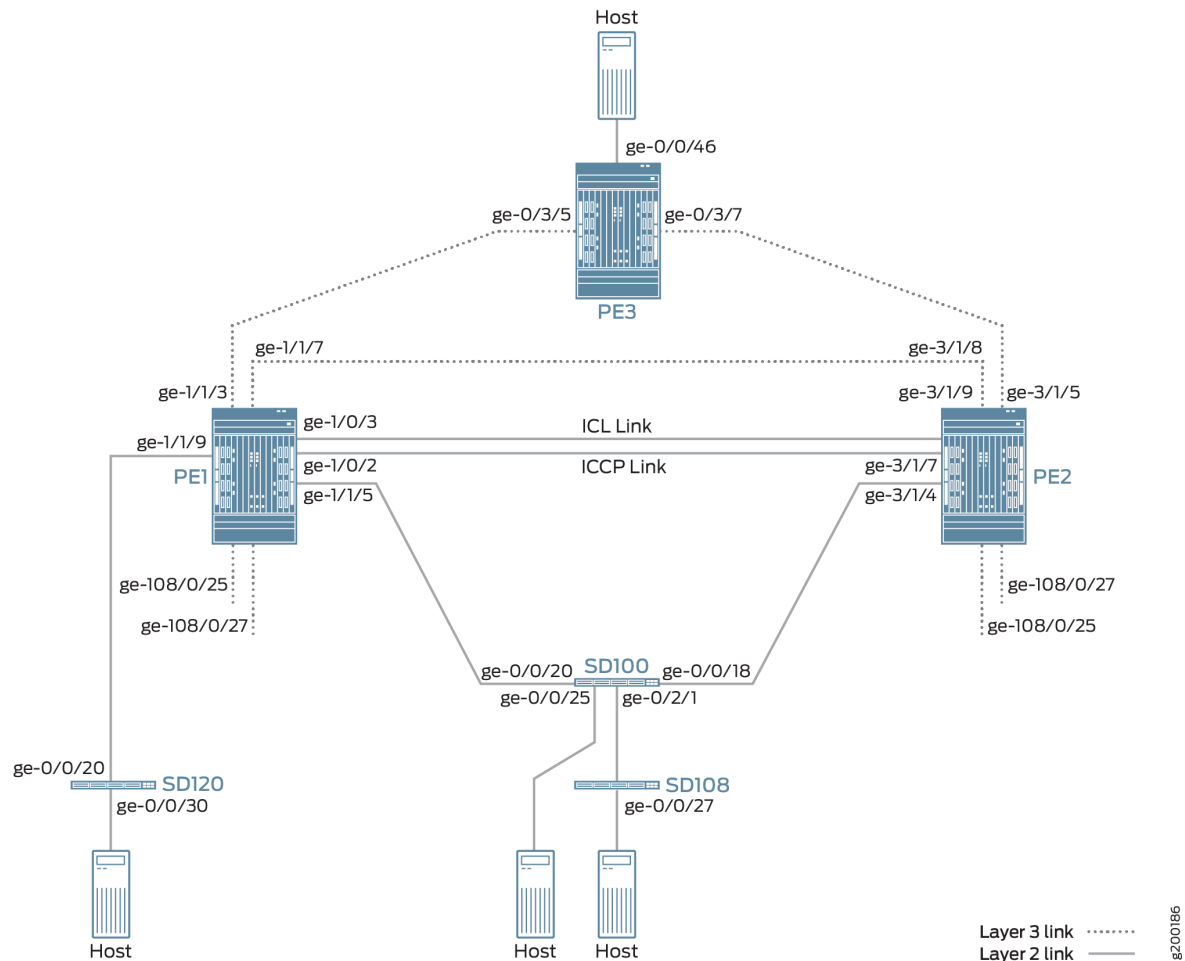 Host
ge-0/0/46
ge-0/3/5
ge-0/3/7
PE3
ge-1/1/7
ge-3/1/8
ge-1/1/3
ge-3/1/9
ge-3/1/5
ge-1/0/3
ICL Link
ge-1/1/9
ge-1/0/2
ICCP Link
ge-3/1/7
PE1
PE2
ge-1/1/5
ge-3/1/4
ge-108/0/25
ge-108/0/27
ge-108/0/27
ge-108/0/25
SD100
ge-0/0/20
ge-0/0/18
ge-0/0/25
ge-0/2/1
ge-0/0/20
SD120
SD108
ge-0/0/30
ge-0/0/27
Host
Host
Host
Layer 3 link
Layer 2 link
g200186